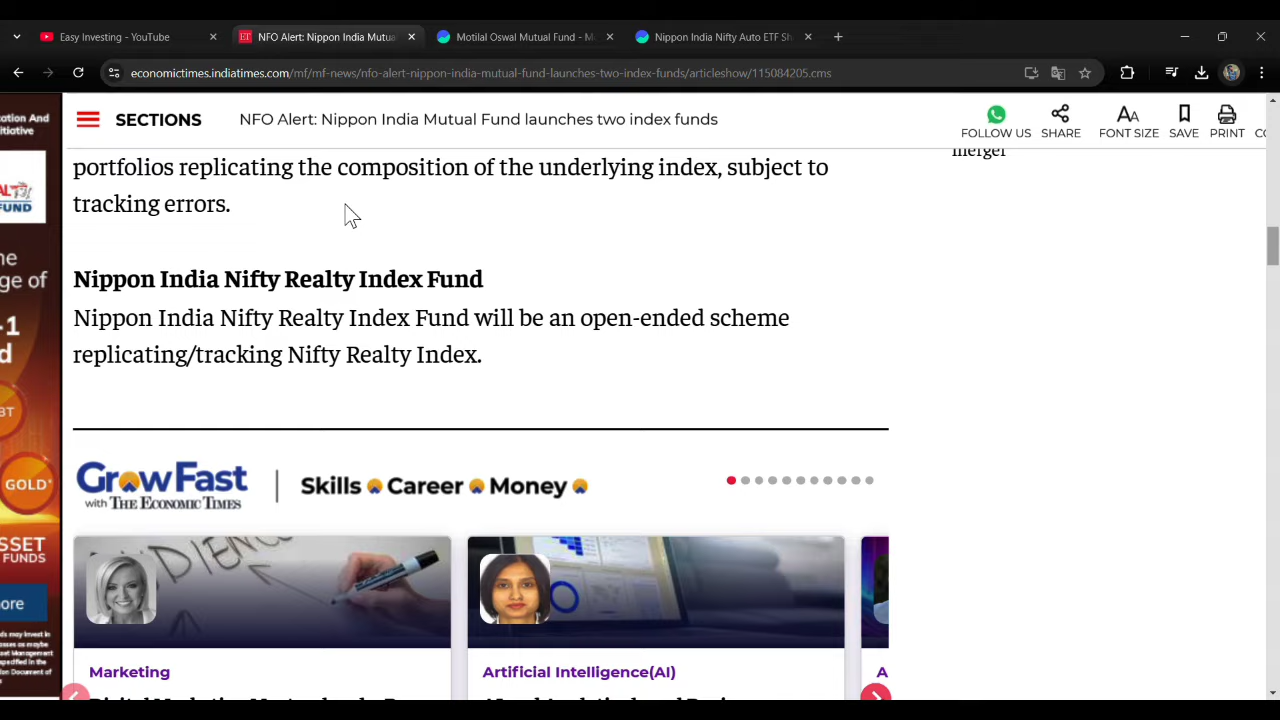 Easy Investing - YouTube
NFO Alert: Nippon India Mutua
Motilal Oswal Mutual Fund - M
Nippon India Nifty Auto ETF Sh
economictimes.indiatimes.com/mf/mf-news/nfo-alert-nippon-india-mutual-fund-launches-two-index-funds/articleshow/115084205.cms
SECTIONS
NFO Alert: Nippon India Mutual Fund launches two index funds
FOLLOW US
SHARE
FONT SIZE
SAVE
PRINT
merger
portfolios replicating the composition of the underlying index, subject to
tracking errors.
Nippon India Nifty Realty Index Fund
Nippon India Nifty Realty Index Fund will be an open-ended scheme
replicating/tracking Nifty Realty Index.
GrowFast
with THE ECONOMIC TIMES
Skills Career Money
Marketing
Artificial Intelligence(AI)
A
FUND
-1
GOLD
FUNDS